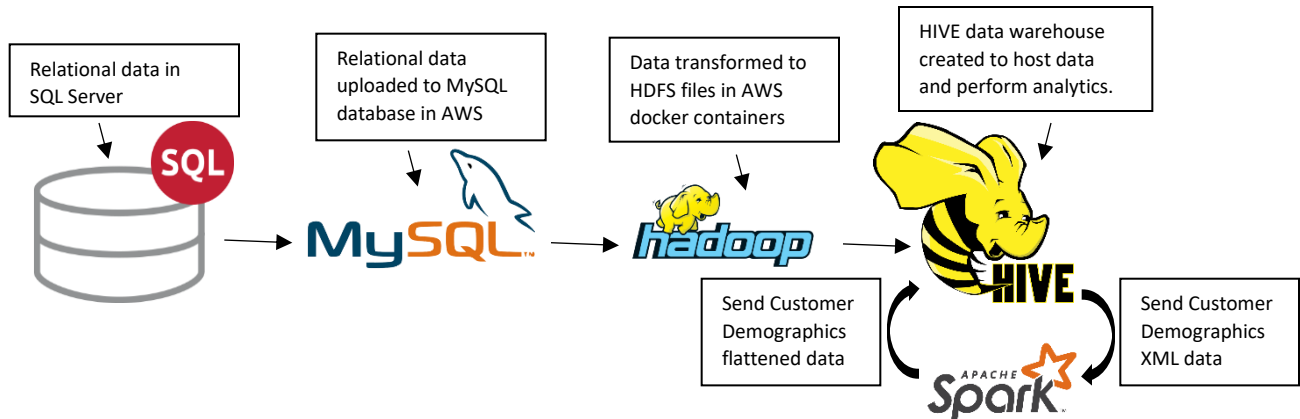 Relational data in
SQL Server
Relational data
uploaded to MySQL
database in AWS
Data transformed to
HDFS files in AWS
docker containers
HIVE data warehouse
created to host data
and perform analytics.
SQL
MySQL™
hadoop
HIVE
Send Customer
Demographics
flattened data
Send Customer
Demographics
XML data
APACHE
Spark